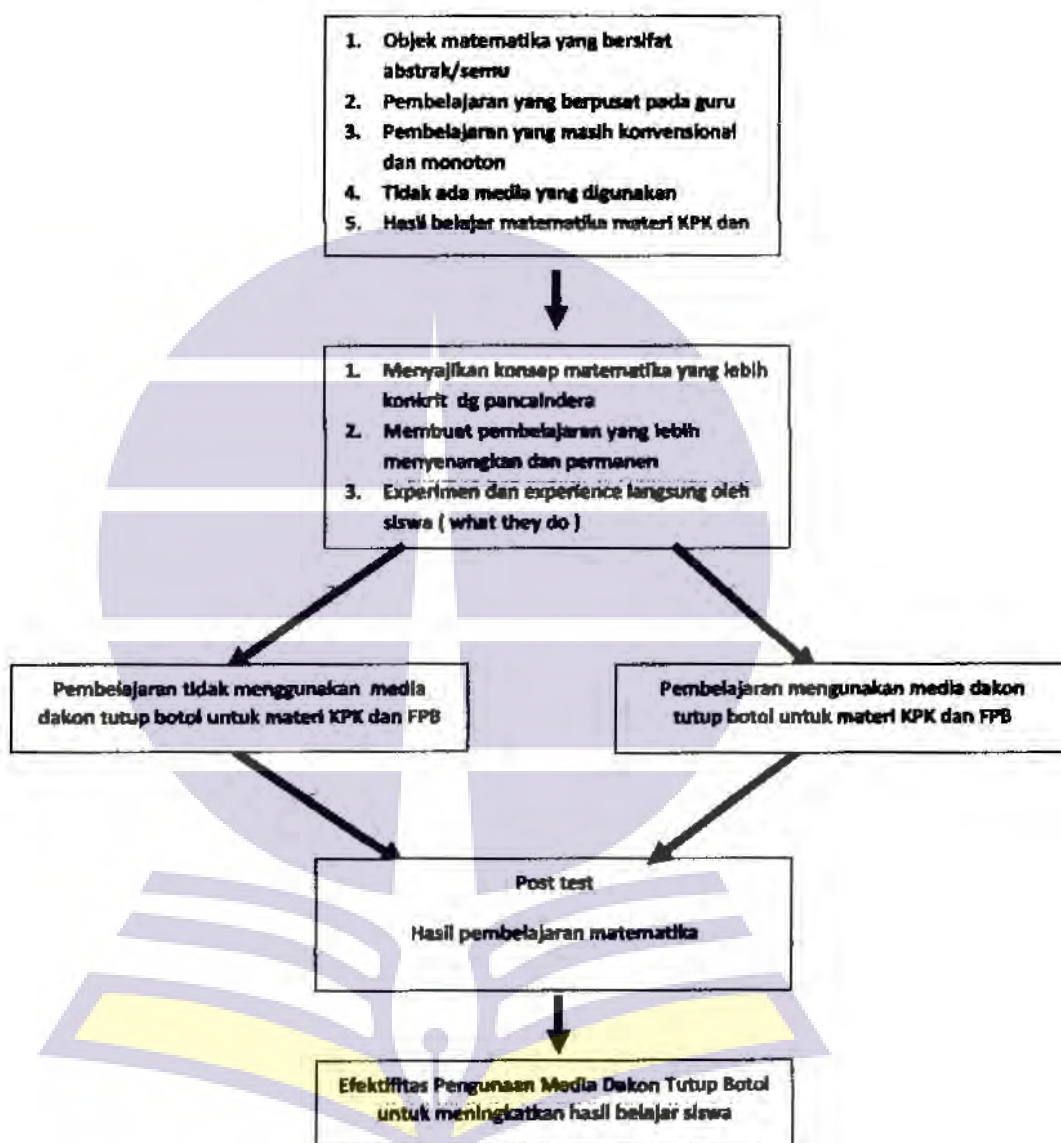 1. Objek matematika yang bersifat
abstrak/semu
2. Pembelajaran yang berpusat pada guru
3. Pembelajaran yang masih konvensional
dan monoton
4. Tidak ada media yang digunakan
5. Hasil belajar matematika materi KPK dan
1. Menyajikan konsep matematika yang lebih
konkrit dg pancaindera
2. Membuat pembelajaran yang lebih
menyenangkan dan permanen
3. Experimen dan experience langsung oleh
siswa ( what they do )
Pembelajaran tidak menggunakan media
dakon tutup botol untuk materi KPK dan FPB
Pembelajaran mengunakan media dakon
tutup botol untuk materi KPK dan FPB
Post test
Hasil pembelajaran matematika
Efektifitas Pengunaan Media Dakon Tutup Botol
untuk meningkatkan hasil belajar siswa